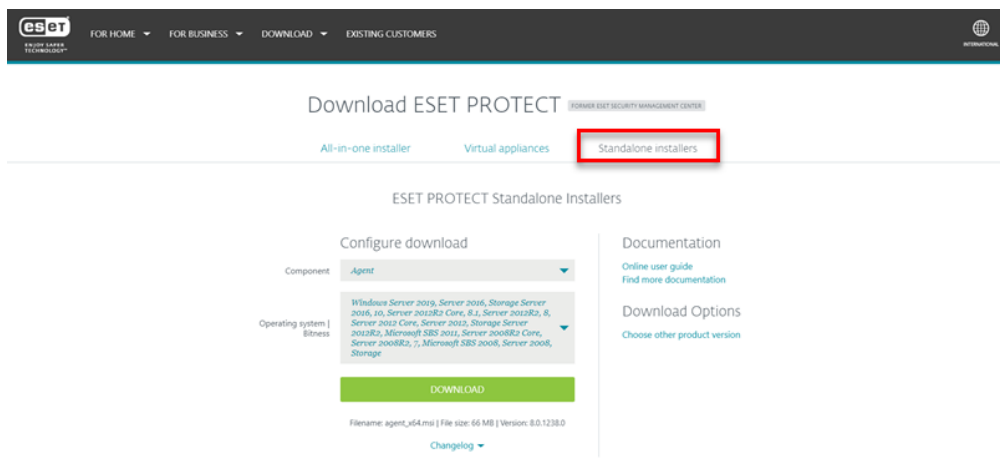 eset
ENJOY SAFER TECHNOLOGY™
FOR HOME
FOR BUSINESS
DOWNLOAD
EXISTING CUSTOMERS
INTERNATIONAL
Download ESET PROTECT
FORMER ESET SECURITY MANAGEMENT CENTER
All-in-one installer
Virtual appliances
Standalone installers
ESET PROTECT Standalone Installers
Configure download
Component
Agent
Operating system |
Bitness
Windows Server 2019, Server 2016, Storage Server
2016, 10, Server 2012R2 Core, 8.1, Server 2012R2, 8,
Server 2012 Core, Server 2012, Storage Server
2012R2, Microsoft SBS 2011, Server 2008R2 Core,
Server 2008R2, 7, Microsoft SBS 2008, Server 2008,
Storage
DOWNLOAD
Filename: agent_x64.msi | File size: 66 MB | Version: 8.0.1238.0
Changelog
Documentation
Online user guide
Find more documentation
Download Options
Choose other product version